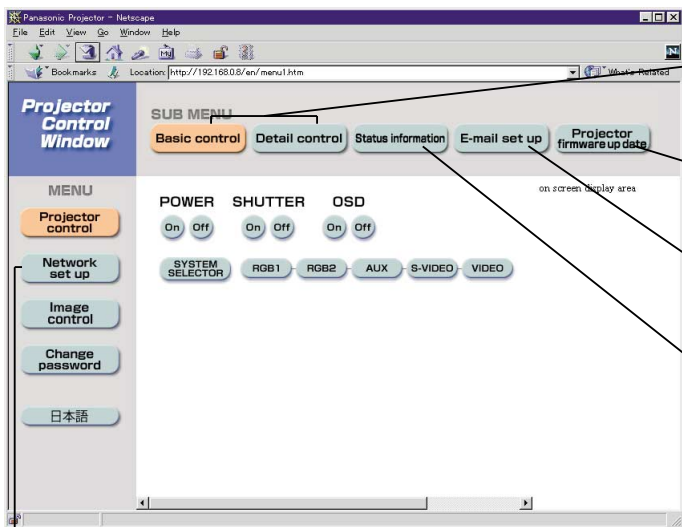 Panasonic Projector - Netscape
File Edit View Go Window Help
Bookmarks Location: http://192.168.0.8/en/menu1.htm What's Related
Projector
Control
Window
SUB MENU
Basic control Detail control Status information E-mail set up Projector firmware up date
MENU
Projector
control
Network
set up
Image
control
Change
password
日本語
on screen display area
POWER SHUTTER OSD
On Off On Off On Off
SYSTEM
SELECTOR RGB1 RGB2 AUX S-VIDEO VIDEO